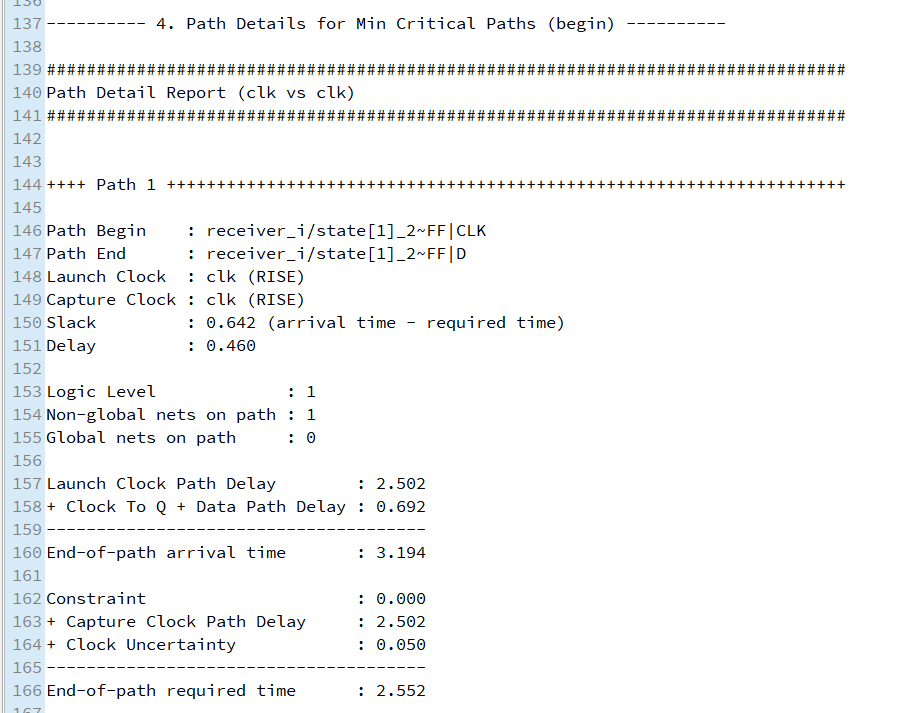 136
137 ---------- 4. Path Details for Min Critical Paths (begin) ----------
138
139 ################################################################################
140 Path Detail Report (clk vs clk)
141 ################################################################################
142
143
144 ++++ Path 1 ++++++++++++++++++++++++++++++++++++++++++++++++++++++++++++++++++++
145
146 Path Begin    : receiver_i/state[1]_2~FF|CLK
147 Path End      : receiver_i/state[1]_2~FF|D
148 Launch Clock  : clk (RISE)
149 Capture Clock : clk (RISE)
150 Slack         : 0.642 (arrival time - required time)
151 Delay         : 0.460
152
153 Logic Level             : 1
154 Non-global nets on path : 1
155 Global nets on path     : 0
156
157 Launch Clock Path Delay        : 2.502
158 + Clock To Q + Data Path Delay : 0.692
159 --------------------------------------
160 End-of-path arrival time       : 3.194
161
162 Constraint                     : 0.000
163 + Capture Clock Path Delay     : 2.502
164 + Clock Uncertainty            : 0.050
165 --------------------------------------
166 End-of-path required time      : 2.552
167